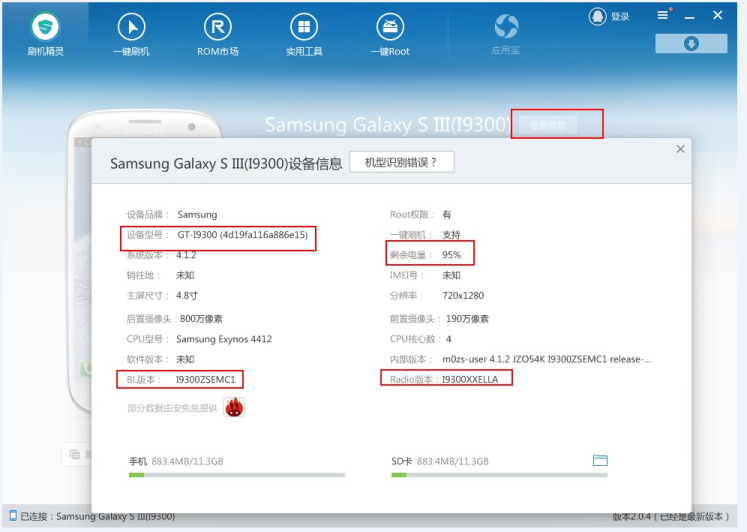 登录
刷机精灵 一键刷机 ROM市场 实用工具 一键Root 应用宝
Samsung Galaxy S III(I9300) 设备信息
Samsung Galaxy S III(I9300)设备信息 机型识别错误？
设备品牌： Samsung Root权限： 有
设备型号： GT-I9300 (4d19fa116a886e15) 一键刷机： 支持
系统版本： 4.1.2 剩余电量： 95%
销往地： 未知 IMEI号： 未知
主屏尺寸： 4.8寸 分辨率： 720x1280
后置摄像头：800万像素 前置摄像头：190万像素
CPU型号： Samsung Exynos 4412 CPU核心数：4
软件版本： 未知 内部版本： m0zs-user 4.1.2 JZO54K I9300ZSEMC1 release-...
BL版本： I9300ZSEMC1 Radio版本：I9300XXELLA
部分数据由安兔兔提供
手机 883.4MB/11.3GB SD卡 883.4MB/11.3GB
已连接：Samsung Galaxy S III(I9300) 版本2.0.4（已经是最新版本）